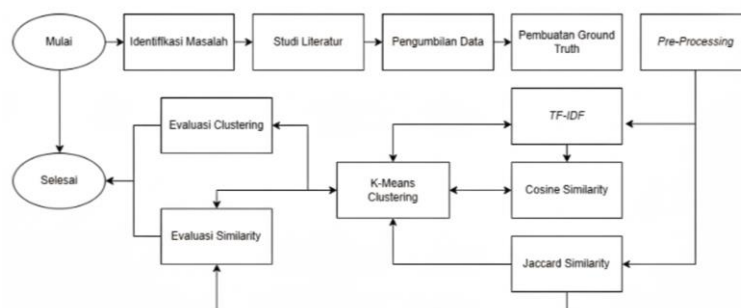 Mulai
Identifikasi Masalah
Studi Literatur
Pengumbilan Data
Pembuatan Ground
Truth
Pre-Processing
Evaluasi Clustering
TF-IDF
Selesai
K-Means
Clustering
Cosine Similarity
Evaluasi Similarity
Jaccard Similarity